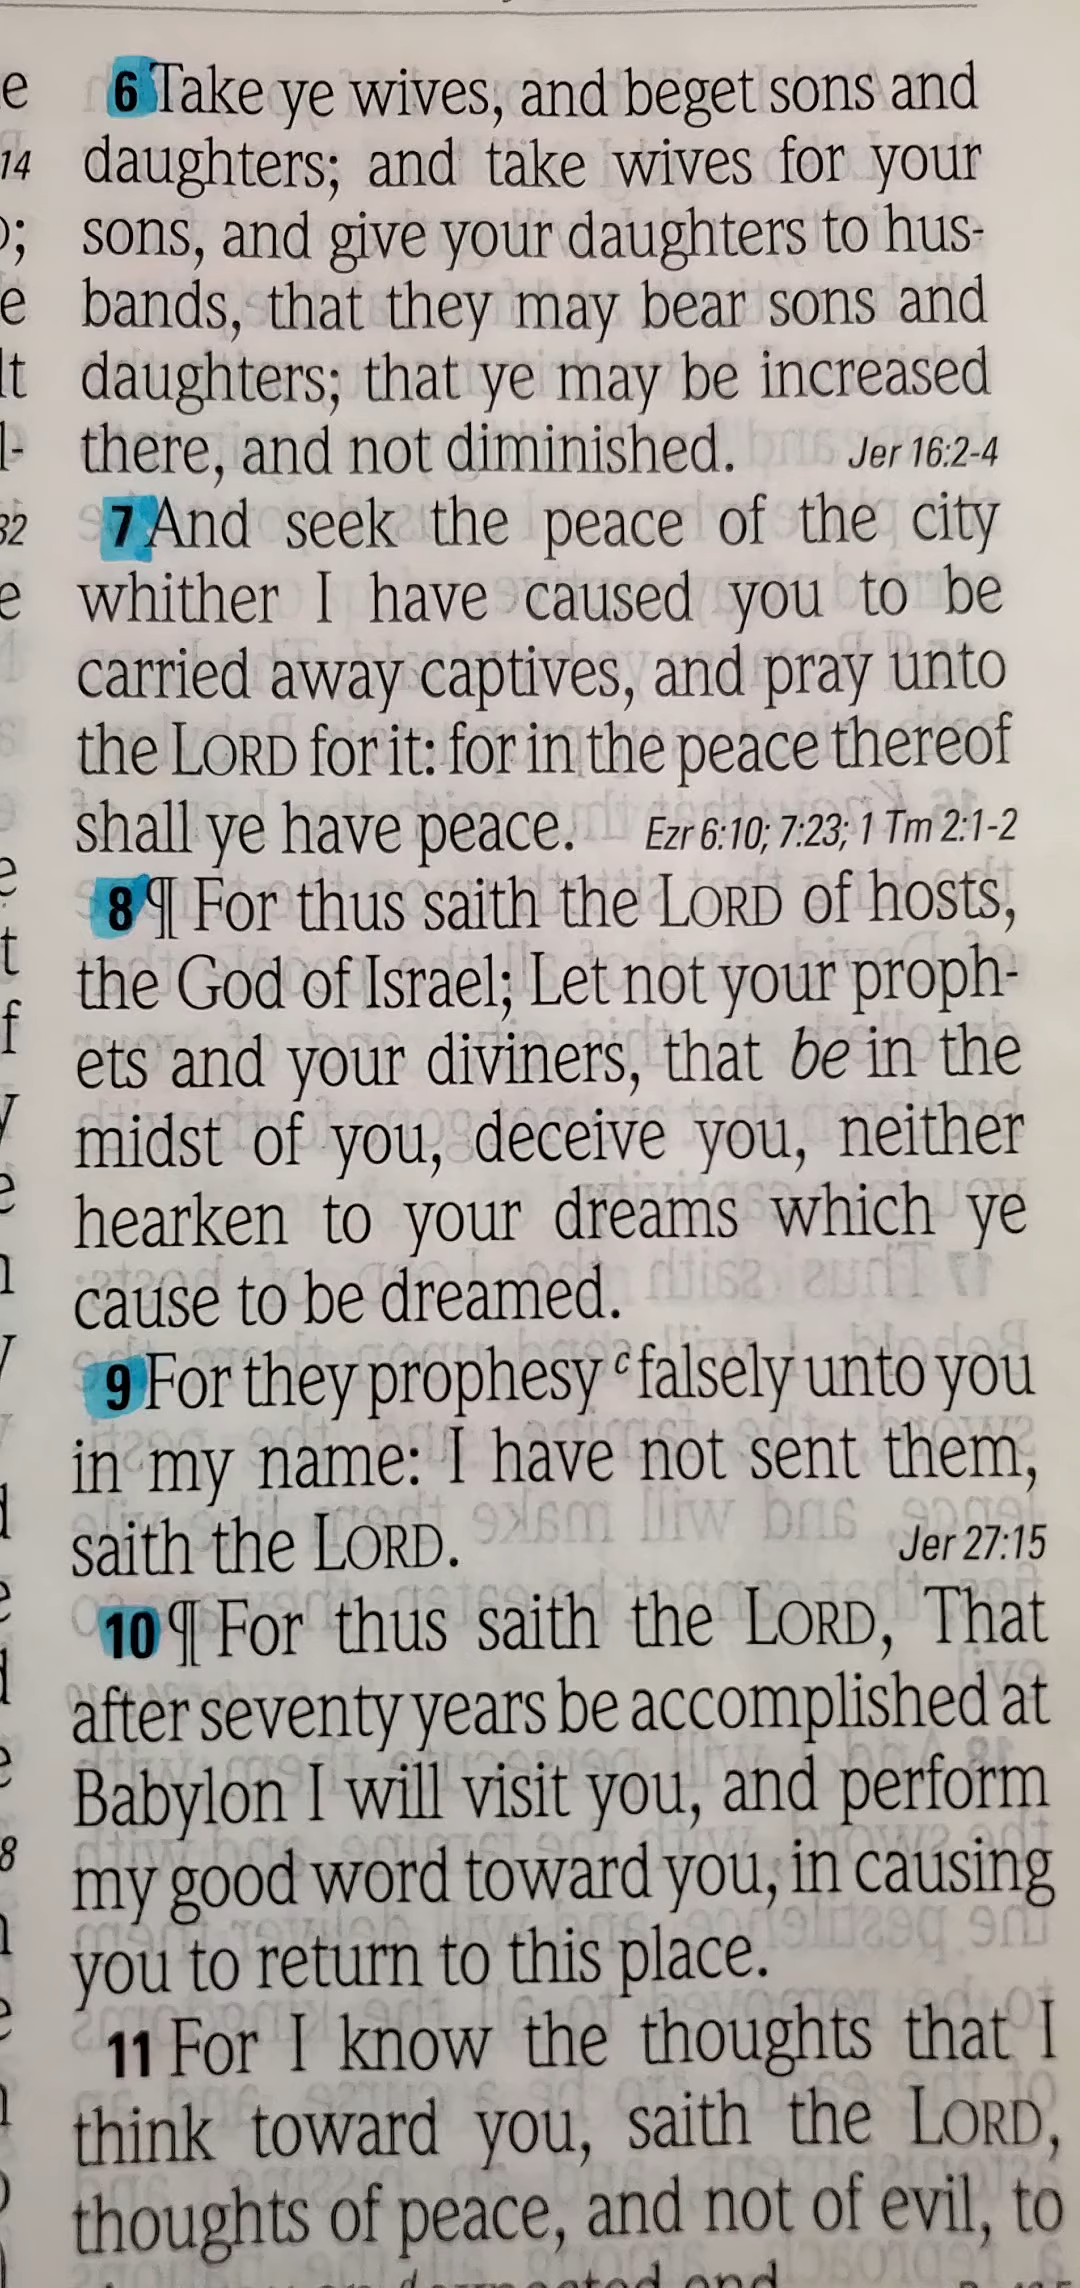 6 Take ye wives, and beget sons and
daughters; and take wives for your
sons, and give your daughters to hus-
bands, that they may bear sons and
daughters; that ye may be increased
there, and not diminished. Jer 16:2-4
7 And seek the peace of the city
whither I have caused you to be
carried away captives, and pray unto
the LORD for it: for in the peace thereof
shall ye have peace. Ezr 6:10; 7:23; 1 Tm 2:1-2
8 ¶ For thus saith the LORD of hosts,
the God of Israel; Let not your proph-
ets and your diviners, that be in the
midst of you, deceive you, neither
hearken to your dreams which ye
cause to be dreamed.
9 For they prophesy c falsely unto you
in my name: I have not sent them,
saith the LORD. Jer 27:15
10 ¶ For thus saith the LORD, That
after seventy years be accomplished at
Babylon I will visit you, and perform
my good word toward you, in causing
you to return to this place.
11 For I know the thoughts that I
think toward you, saith the LORD,
thoughts of peace, and not of evil, to